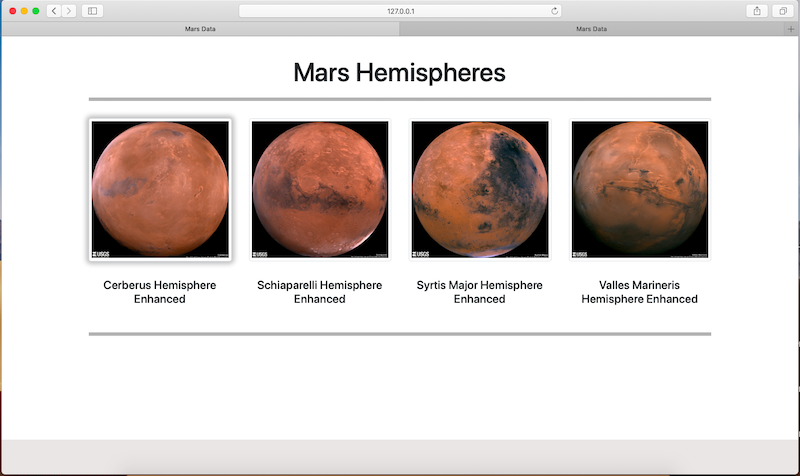 127.0.0.1
Mars Data
Mars Data
Mars Hemispheres
USGS
USGS
USGS
USGS
Cerberus Hemisphere
Enhanced
Schiaparelli Hemisphere
Enhanced
Syrtis Major Hemisphere
Enhanced
Valles Marineris
Hemisphere Enhanced